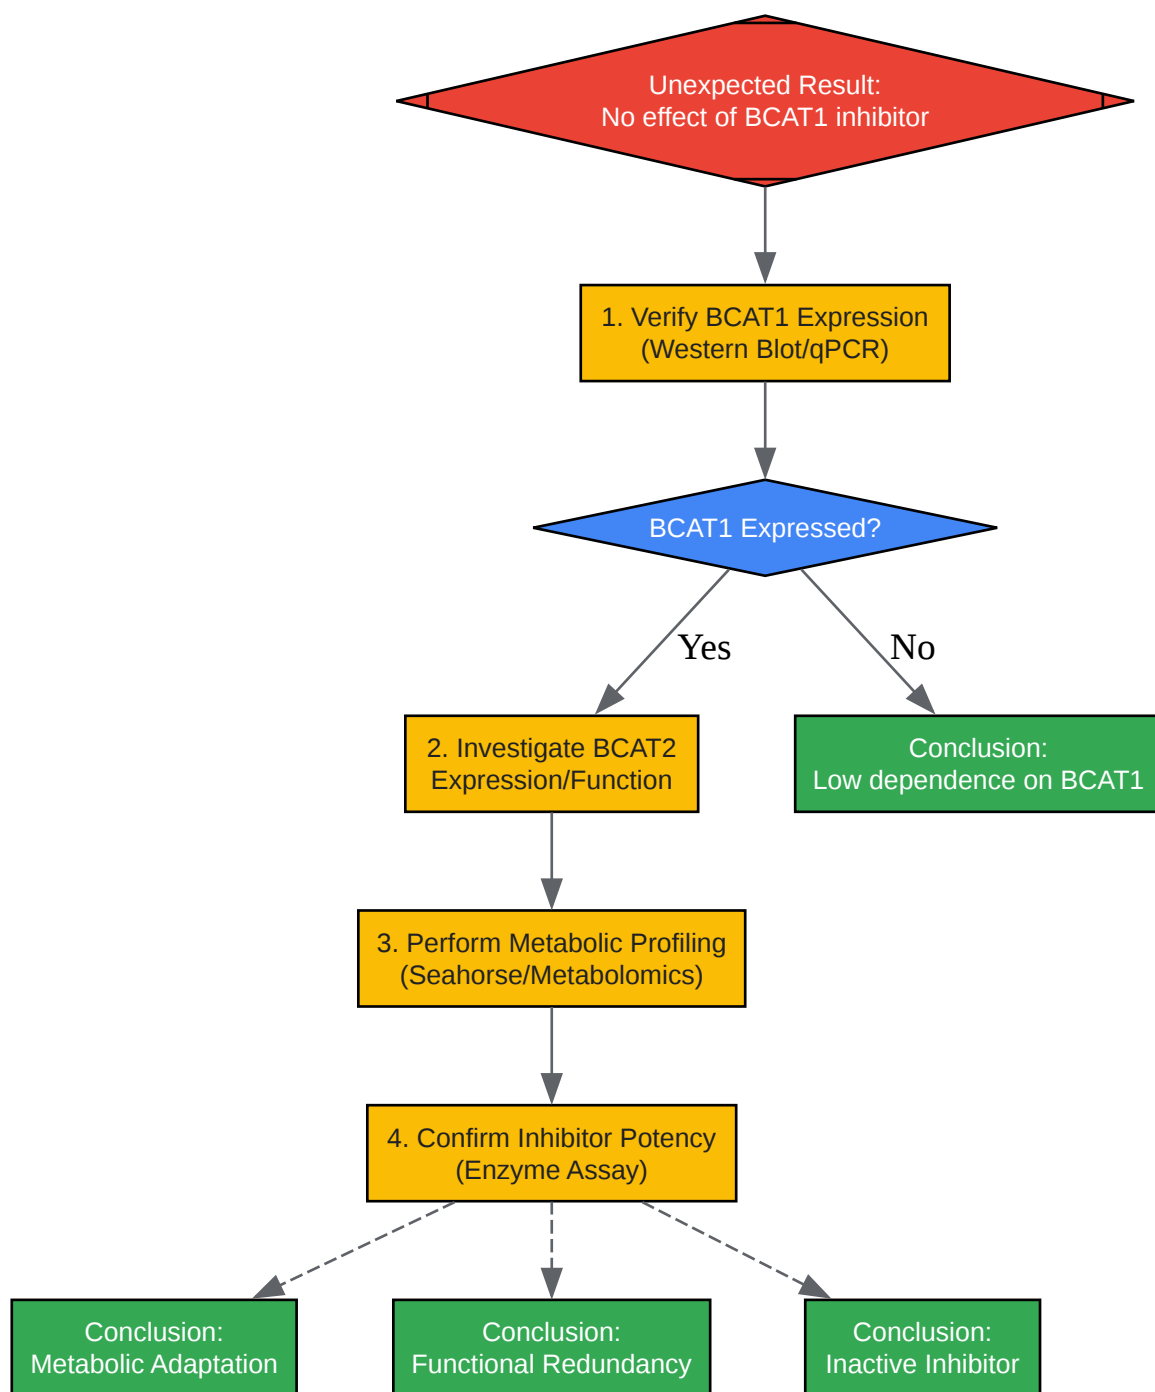 Unexpected Result:
No effect of BCAT1 inhibitor
1. Verify BCAT1 Expression
(Western Blot/qPCR)
BCAT1 Expressed?
Yes
No
2. Investigate BCAT2
Expression/Function
Conclusion:
Low dependence on BCAT1
3. Perform Metabolic Profiling
(Seahorse/Metabolomics)
4. Confirm Inhibitor Potency
(Enzyme Assay)
Conclusion:
Metabolic Adaptation
Conclusion:
Functional Redundancy
Conclusion:
Inactive Inhibitor